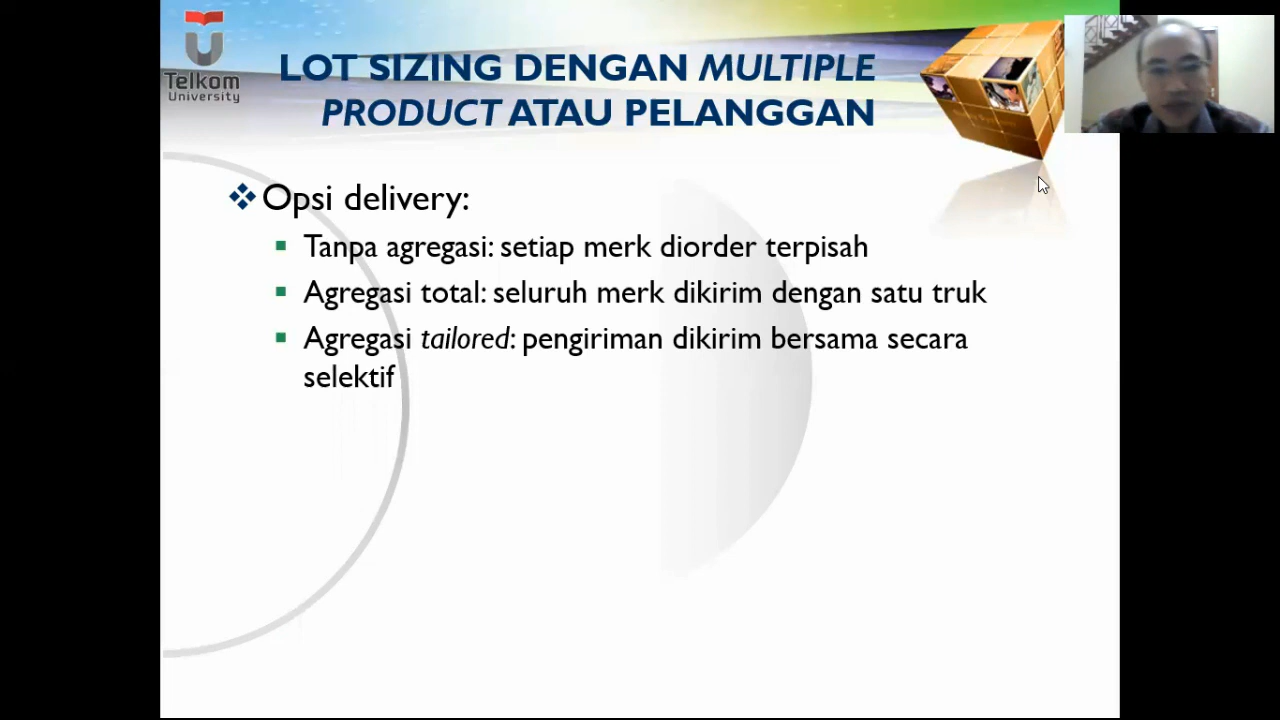 Telkom
University
LOT SIZING DENGAN MULTIPLE
PRODUCT ATAU PELANGGAN
Opsi delivery:
Tanpa agregasi: setiap merk diorder terpisah
Agregasi total: seluruh merk dikirim dengan satu truk
Agregasi tailored: pengiriman dikirim bersama secara
selektif